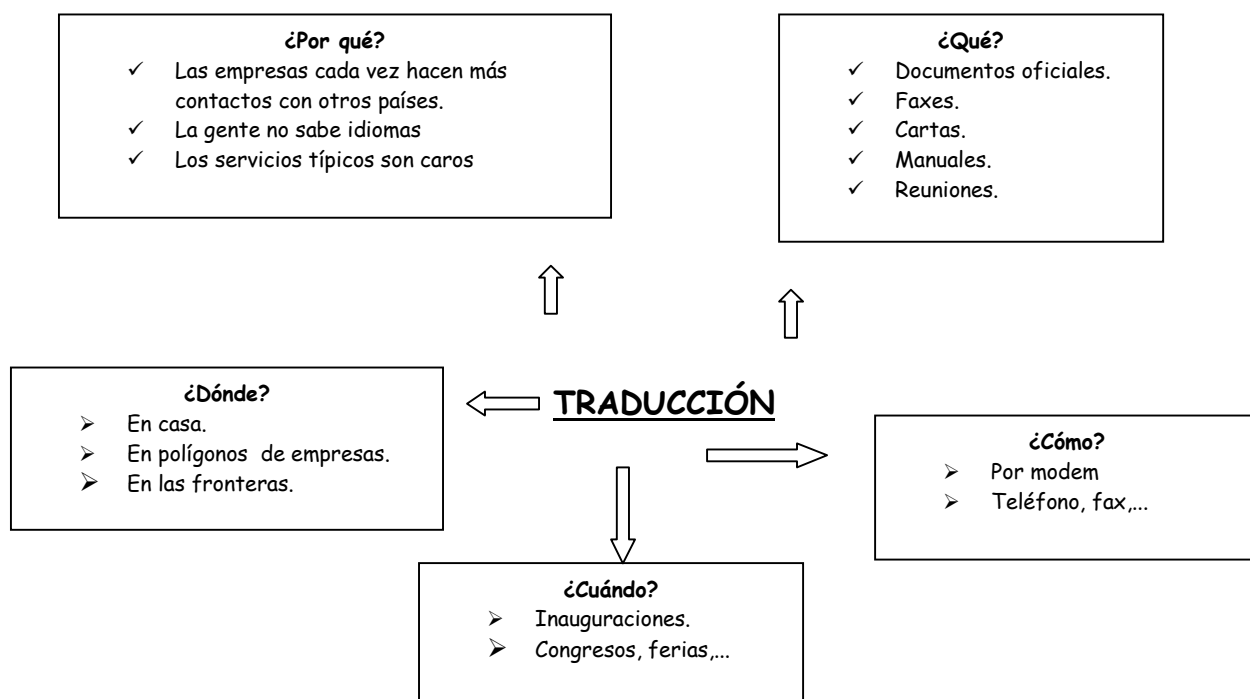 ¿Por qué?
✓ Las empresas cada vez hacen más
contactos con otros países.
✓ La gente no sabe idiomas
✓ Los servicios típicos son caros
¿Qué?
✓ Documentos oficiales.
✓ Faxes.
✓ Cartas.
✓ Manuales.
✓ Reuniones.
¿Dónde?
➢ En casa.
➢ En polígonos de empresas.
➢ En las fronteras.
TRADUCCIÓN
¿Cómo?
➢ Por modem
➢ Teléfono, fax,...
¿Cuándo?
➢ Inauguraciones.
➢ Congresos, ferias,...